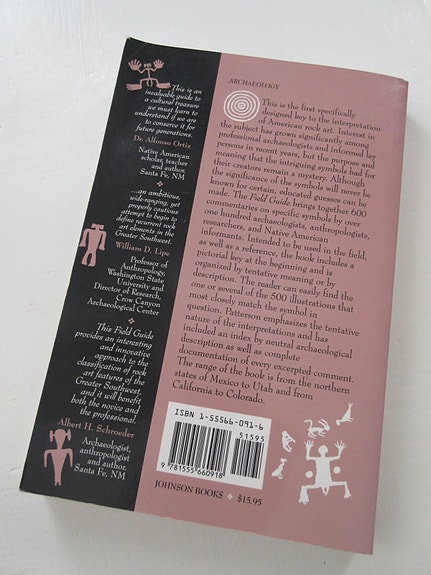 This is an
invaluable guide to
a cultural treasure
we must learn to
understand if we are
to conserve it for
future generations.
Dr. Alfonso Ortiz
Native American
scholar, teacher
and author.
Santa Fe, NM
...an ambitious,
wide-ranging, yet
properly cautious
attempt to begin to
define recurrent rock
art elements in the
Greater Southwest.
William D. Lipe
Professor of
Anthropology,
Washington State
University and
Director of Research,
Crow Canyon
Archaeological Center
This Field Guide
provides an interesting
and innovative
approach to the
classification of rock
art features of the
Greater Southwest,
and it will benefit
both the novice and
the professional.
Albert H. Schroeder
Archaeologist,
anthropologist
and author.
Santa Fe, NM
ARCHAEOLOGY
This is the first specifically
designed key to the interpretation
of American rock art. Interest in
the subject has grown significantly among
professional archaeologists and informed lay
persons in recent years, but the purpose and
meaning that the intriguing symbols had for
their creators remain a mystery. Although
the significance of the symbols will never be
known for certain, educated guesses can be
made. The Field Guide brings together 600
commentaries on specific symbols by over
one hundred archaeologists, anthropologists,
researchers, and Native American
informants. Intended to be used in the field,
as well as a reference, the book includes a
pictorial key at the beginning and is
organized by tentative meaning or by
description. The reader can easily find the
one or several of the 500 illustrations that
most closely match the symbol in
question. Patterson emphasizes the tentative
nature of the interpretations and has
included an index by neutral archaeological
description as well as complete
documentation of every excerpted comment.
The range of the book is from the northern
states of Mexico to Utah and from
California to Colorado.
ISBN 1-55566-091-6
51595
9 781555 660918
JOHNSON BOOKS ✦ $15.95